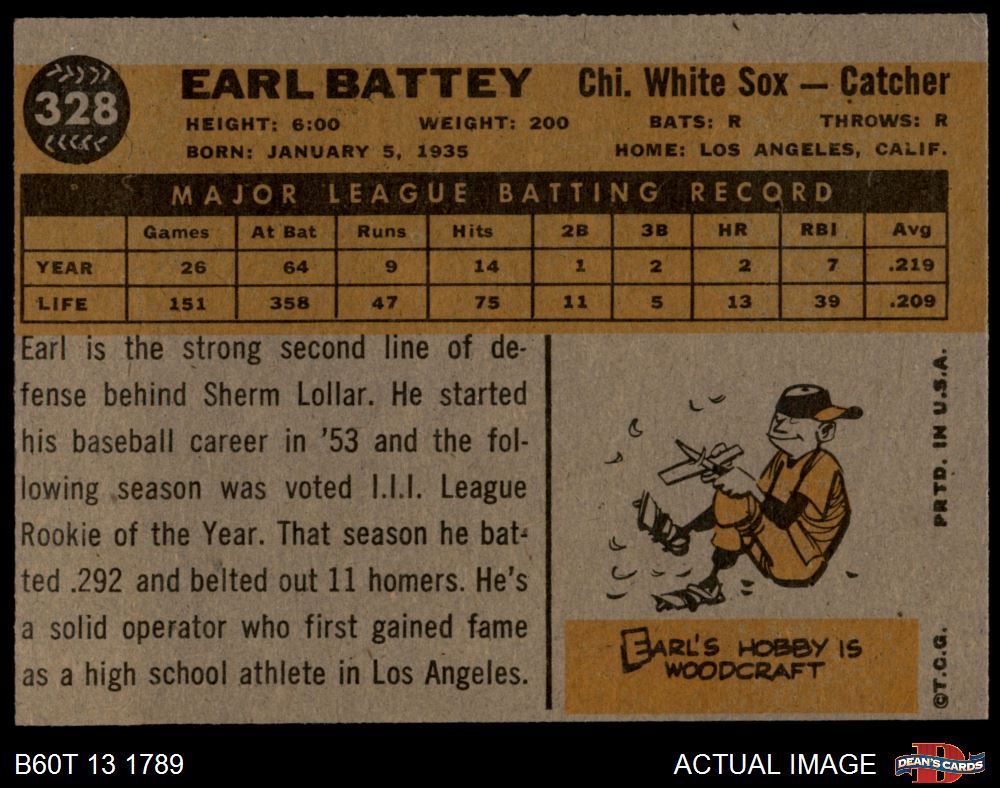 328
EARL BATTEY Chi. White Sox — Catcher
HEIGHT: 6:00 WEIGHT: 200 BATS: R THROWS: R
BORN: JANUARY 5, 1935 HOME: LOS ANGELES, CALIF.
MAJOR LEAGUE BATTING RECORD
Games At Bat Runs Hits 2B 3B HR RBI Avg
YEAR 26 64 9 14 1 2 2 7 .219
LIFE 151 358 47 75 11 5 13 39 .209
Earl is the strong second line of de-
fense behind Sherm Lollar. He started
his baseball career in '53 and the fol-
lowing season was voted I.I.I. League
Rookie of the Year. That season he bat-
ted .292 and belted out 11 homers. He's
a solid operator who first gained fame
as a high school athlete in Los Angeles.
EARL'S HOBBY IS
WOODCRAFT
©T.C.G. PRTD. IN U.S.A.
B60T 13 1789 ACTUAL IMAGE
D
DEAN'S CARDS